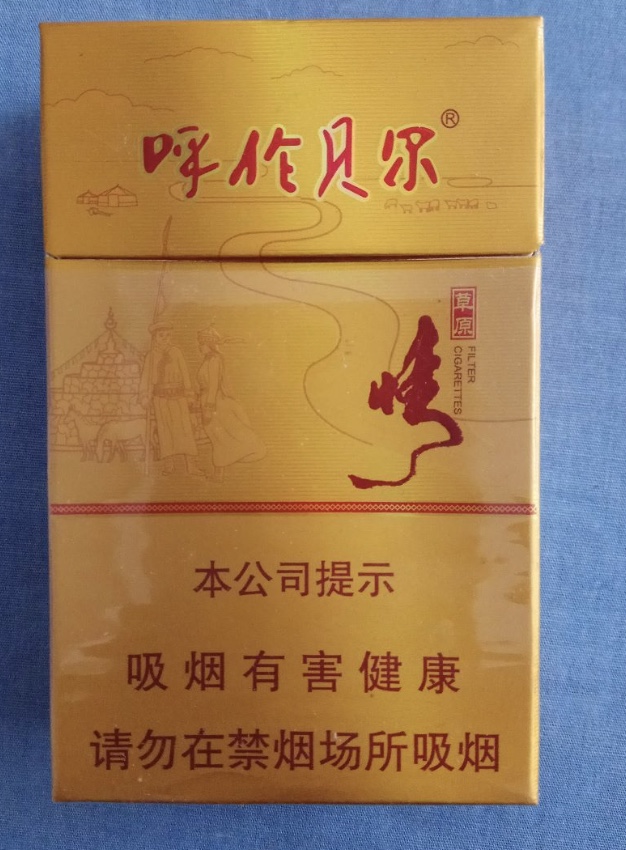 呼伦贝尔®
草原
情
FILTER
CIGARETTES
本公司提示
吸烟有害健康
请勿在禁烟场所吸烟